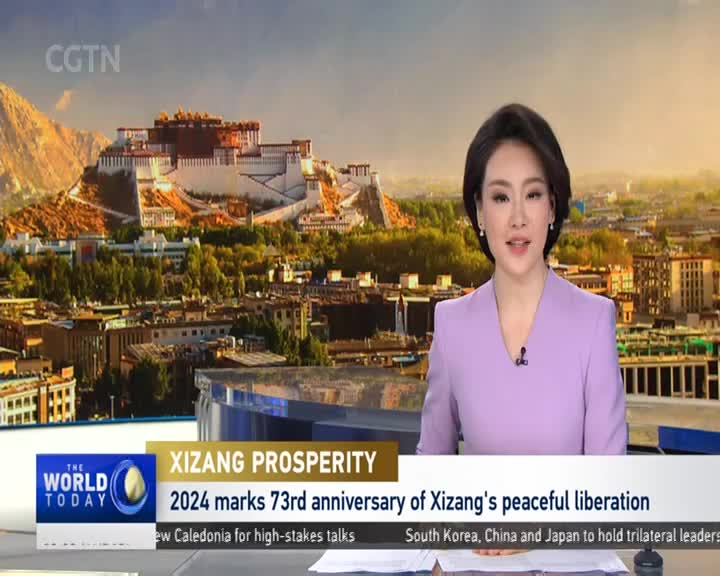 CGTN
XIZANG PROSPERITY
THE
WORLD
TODAY
2024 marks 73rd anniversary of Xizang's peaceful liberation
Caledonia for high-stakes talks South Korea, China and Japan to hold trilateral leaders